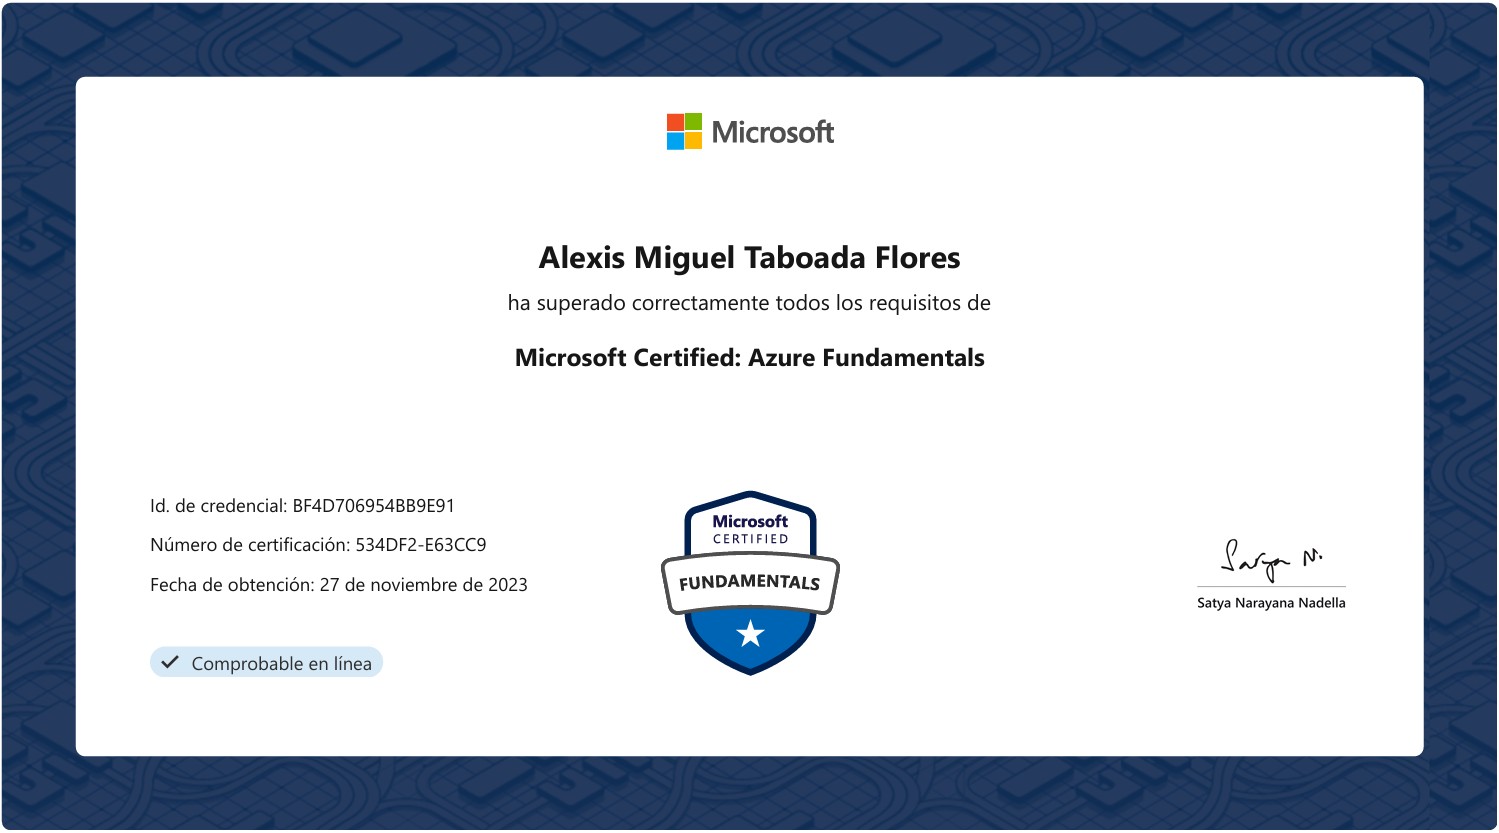 Microsoft
Alexis Miguel Taboada Flores
ha superado correctamente todos los requisitos de
Microsoft Certified: Azure Fundamentals
Id. de credencial: BF4D706954BB9E91
Número de certificación: 534DF2-E63CC9
Fecha de obtención: 27 de noviembre de 2023
Comprobable en línea
Microsoft
CERTIFIED
FUNDAMENTALS
Satya N.
Satya Narayana Nadella